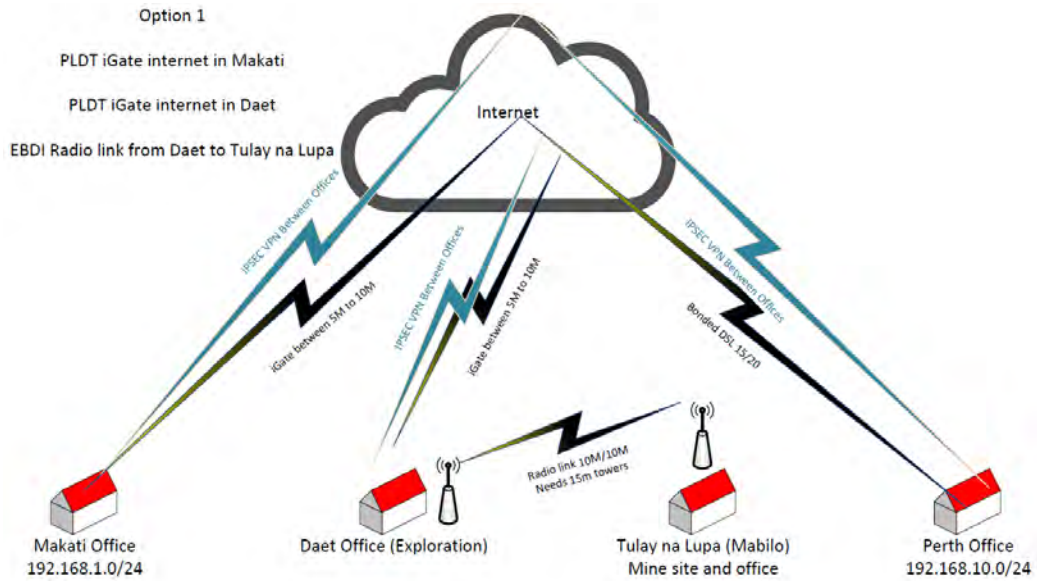 Option 1
PLDT iGate internet in Makati
PLDT iGate internet in Daet
EBDI Radio link from Daet to Tulay na Lupa
Internet
IPSEC VPN Between Offices
iGate between 5M to 10M
IPSEC VPN Between Offices
iGate between 5M to 10M
IPSEC VPN Between Offices
Bonded DSL 15/20
Radio link 10M/10M
Needs 15m towers
Makati Office
192.168.1.0/24
Daet Office (Exploration)
Tulay na Lupa (Mabilo)
Mine site and office
Perth Office
192.168.10.0/24